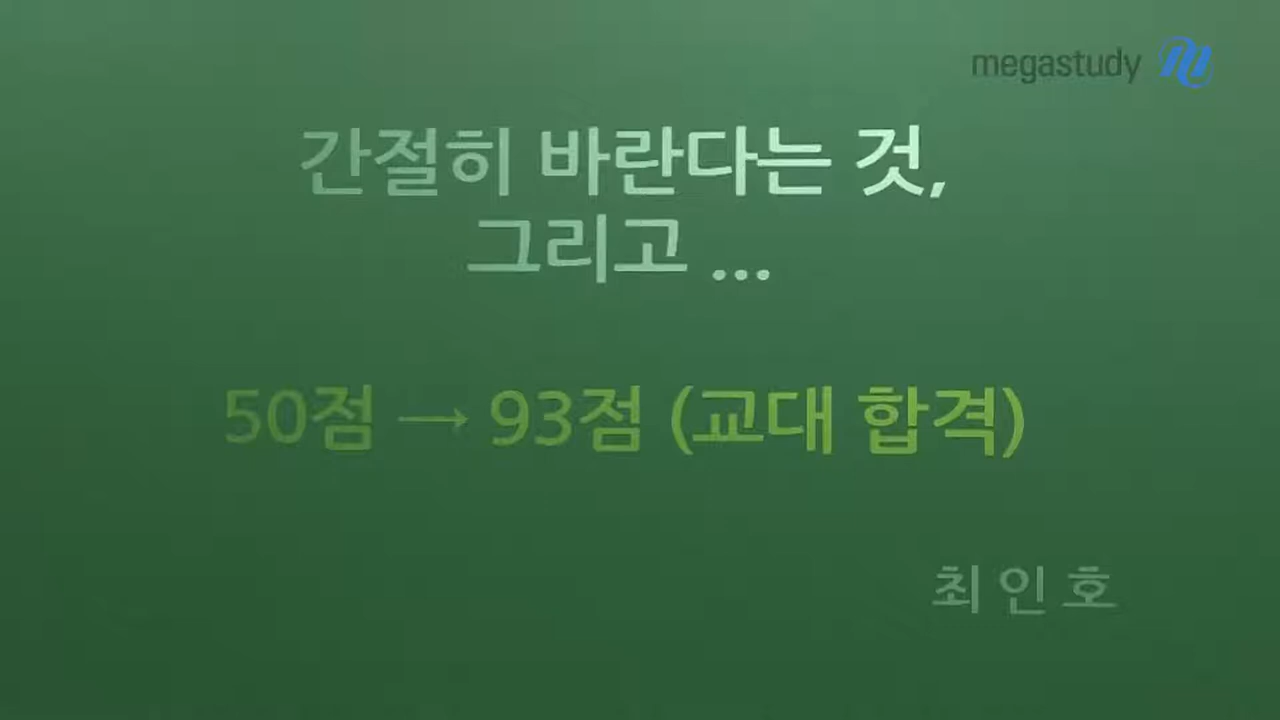 megastudy
간절히 바란다는 것,
그리고 ...
50점 → 93점 (교대 합격)
최인호